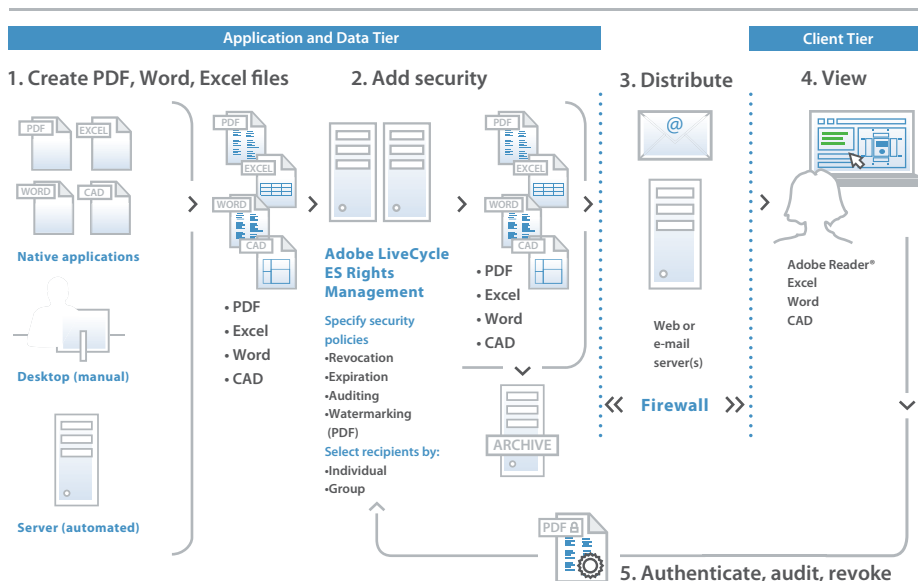 Application and Data Tier
Client Tier
1. Create PDF, Word, Excel files
2. Add security
3. Distribute
4. View
PDF
EXCEL
WORD
CAD
Native applications
Desktop (manual)
Server (automated)
PDF
EXCEL
WORD
CAD
• PDF
• Excel
• Word
• CAD
Adobe LiveCycle
ES Rights
Management
Specify security
policies
•Revocation
•Expiration
•Auditing
•Watermarking
(PDF)
Select recipients by:
•Individual
•Group
PDF
EXCEL
WORD
CAD
• PDF
• Excel
• Word
• CAD
ARCHIVE
@
Web or
e-mail
server(s)
Firewall
Adobe Reader®
Excel
Word
CAD
PDF
5. Authenticate, audit, revoke